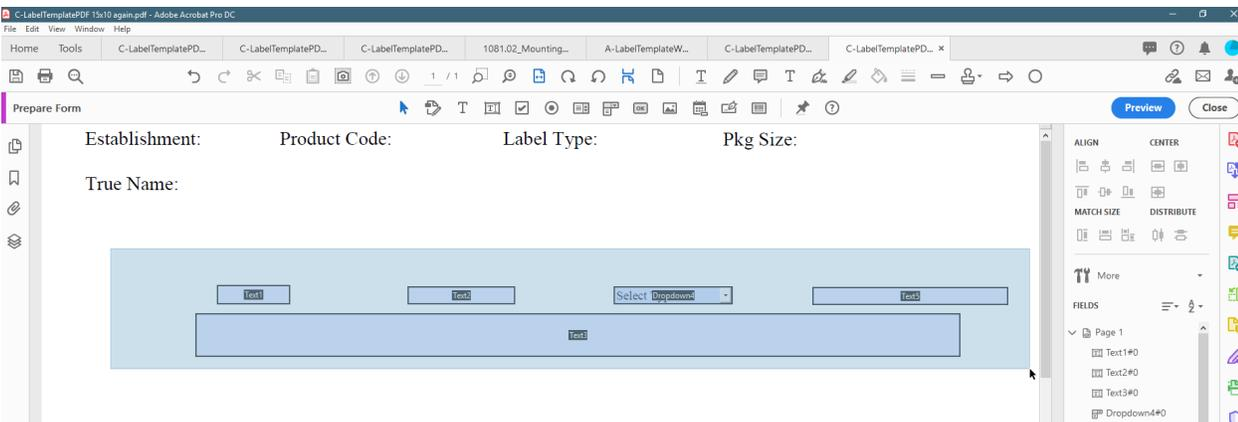 C-LabelTemplatePDF 15x10 again.pdf - Adobe Acrobat Pro DC
File Edit View Window Help
Home Tools C-LabelTemplatePD... C-LabelTemplatePD... C-LabelTemplatePD... 1081.02_Mounting... A-LabelTemplateW... C-LabelTemplatePD... C-LabelTemplatePD... ×
1 / 1
Prepare Form Preview Close
Establishment: Product Code: Label Type: Pkg Size:
True Name:
Text1 Text2 Select Dropdown4 Text5
Text3
ALIGN CENTER
MATCH SIZE DISTRIBUTE
More
FIELDS
Page 1
Text1#0
Text2#0
Text3#0
Dropdown4#0